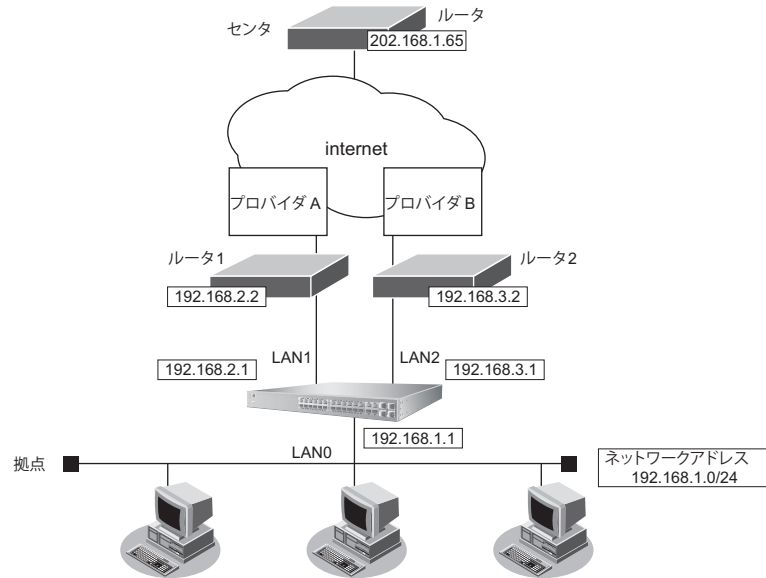 センタ
ルータ
202.168.1.65
internet
プロバイダ A
プロバイダ B
ルータ1
ルータ2
192.168.2.2
192.168.3.2
LAN1
LAN2
192.168.2.1
192.168.3.1
192.168.1.1
LAN0
拠点
ネットワークアドレス
192.168.1.0/24